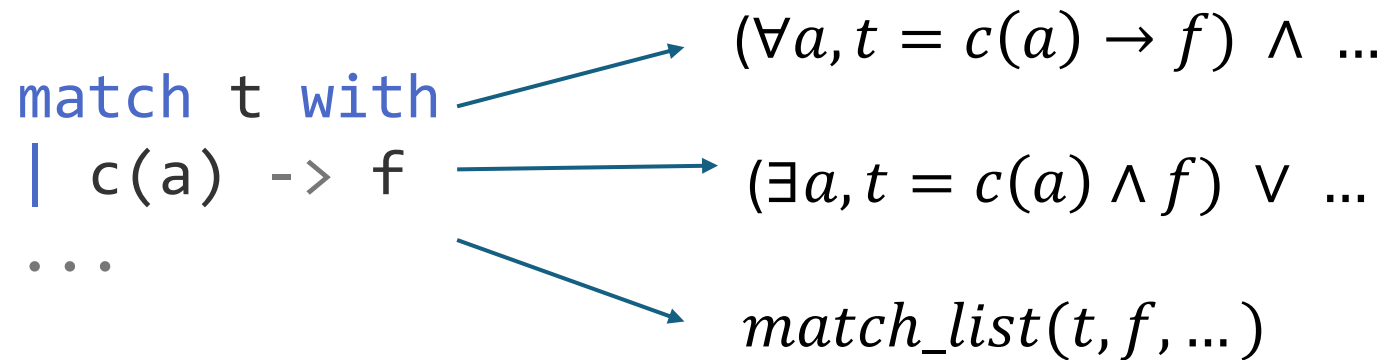 match t with
| c(a) -> f
...
(∀a, t = c(a) → f) ∧ ...
(∃a, t = c(a) ∧ f) ∨ ...
match_list(t, f, ... )